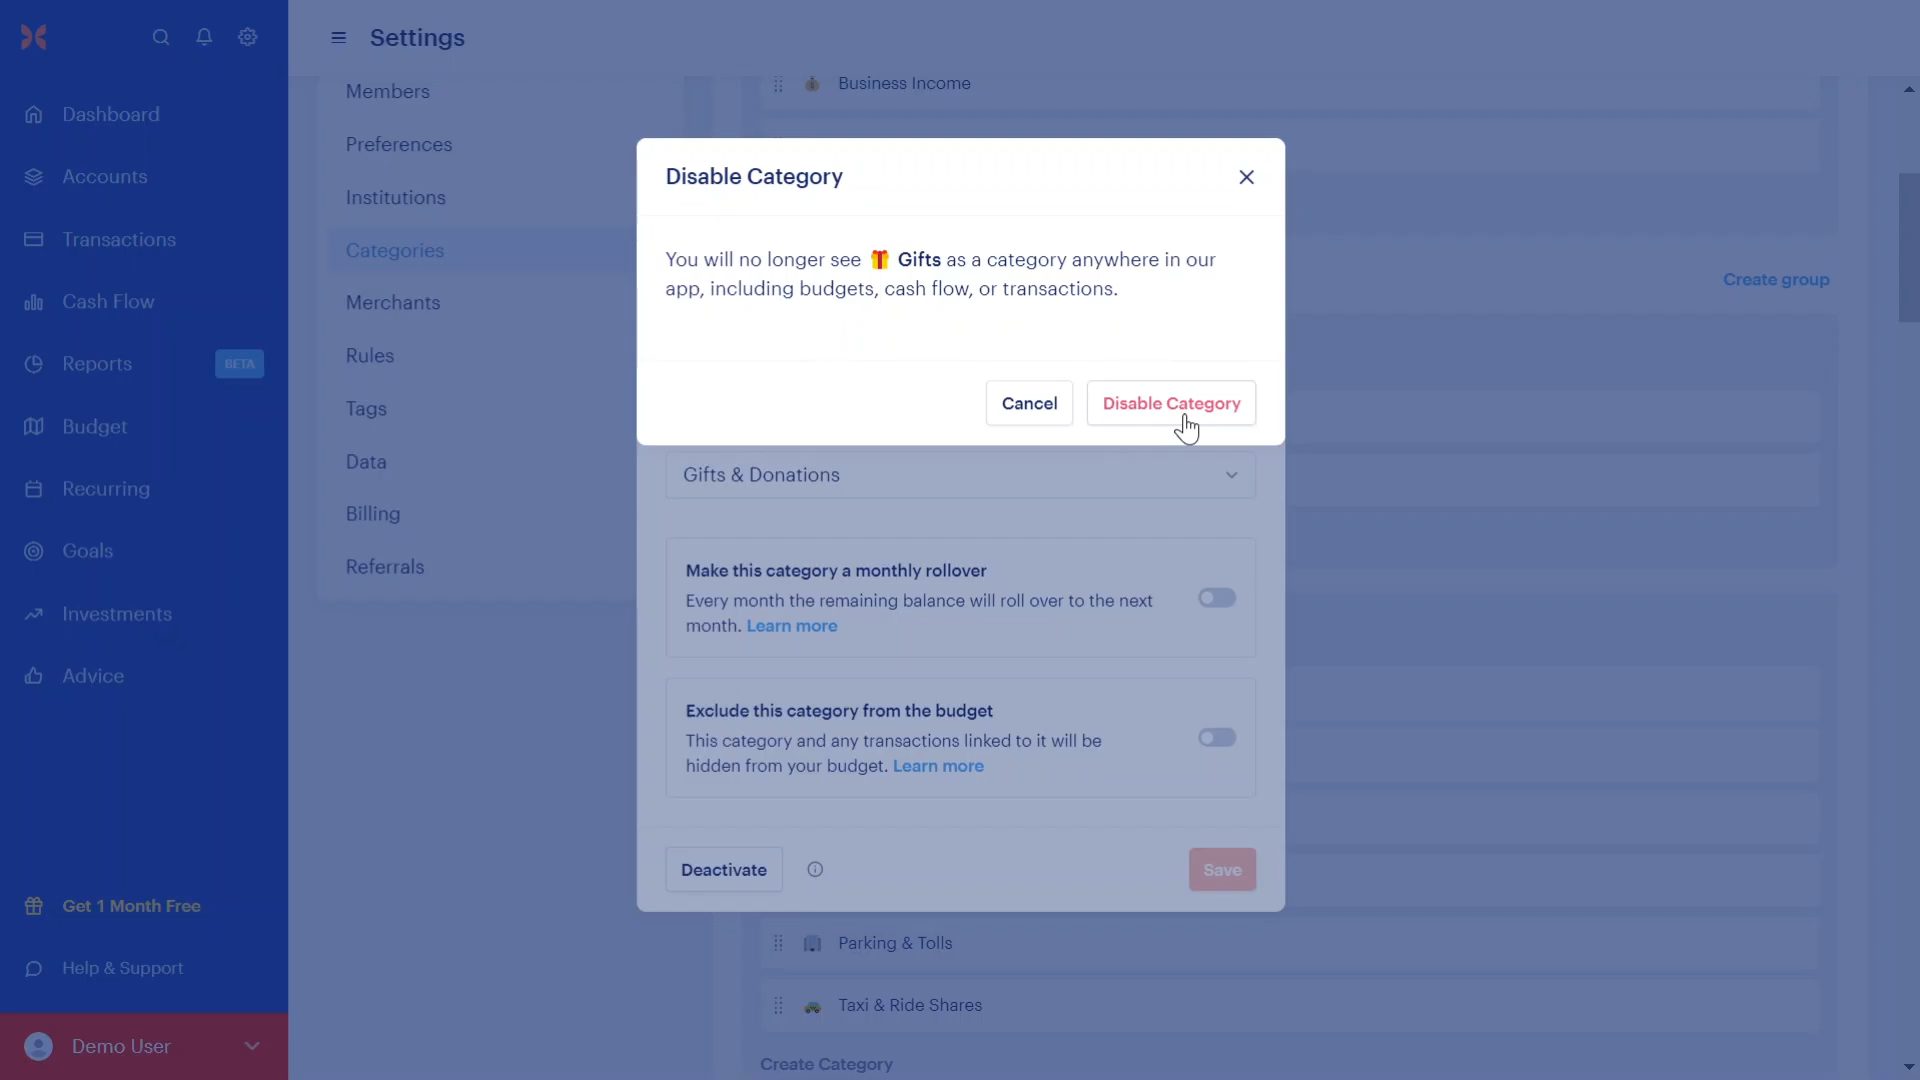 Settings
Dashboard
Accounts
Transactions
Cash Flow
Reports
BETA
Budget
Recurring
Goals
Investments
Advice
Get 1 Month Free
Help & Support
Demo User
Members
Preferences
Institutions
Categories
Merchants
Rules
Tags
Data
Billing
Referrals
Business Income
Create group
Disable Category
You will no longer see Gifts as a category anywhere in our
app, including budgets, cash flow, or transactions.
Cancel
Disable Category
Gifts & Donations
Make this category a monthly rollover
Every month the remaining balance will roll over to the next
month. Learn more
Exclude this category from the budget
This category and any transactions linked to it will be
hidden from your budget. Learn more
Deactivate
Save
Parking & Tolls
Taxi & Ride Shares
Create Category